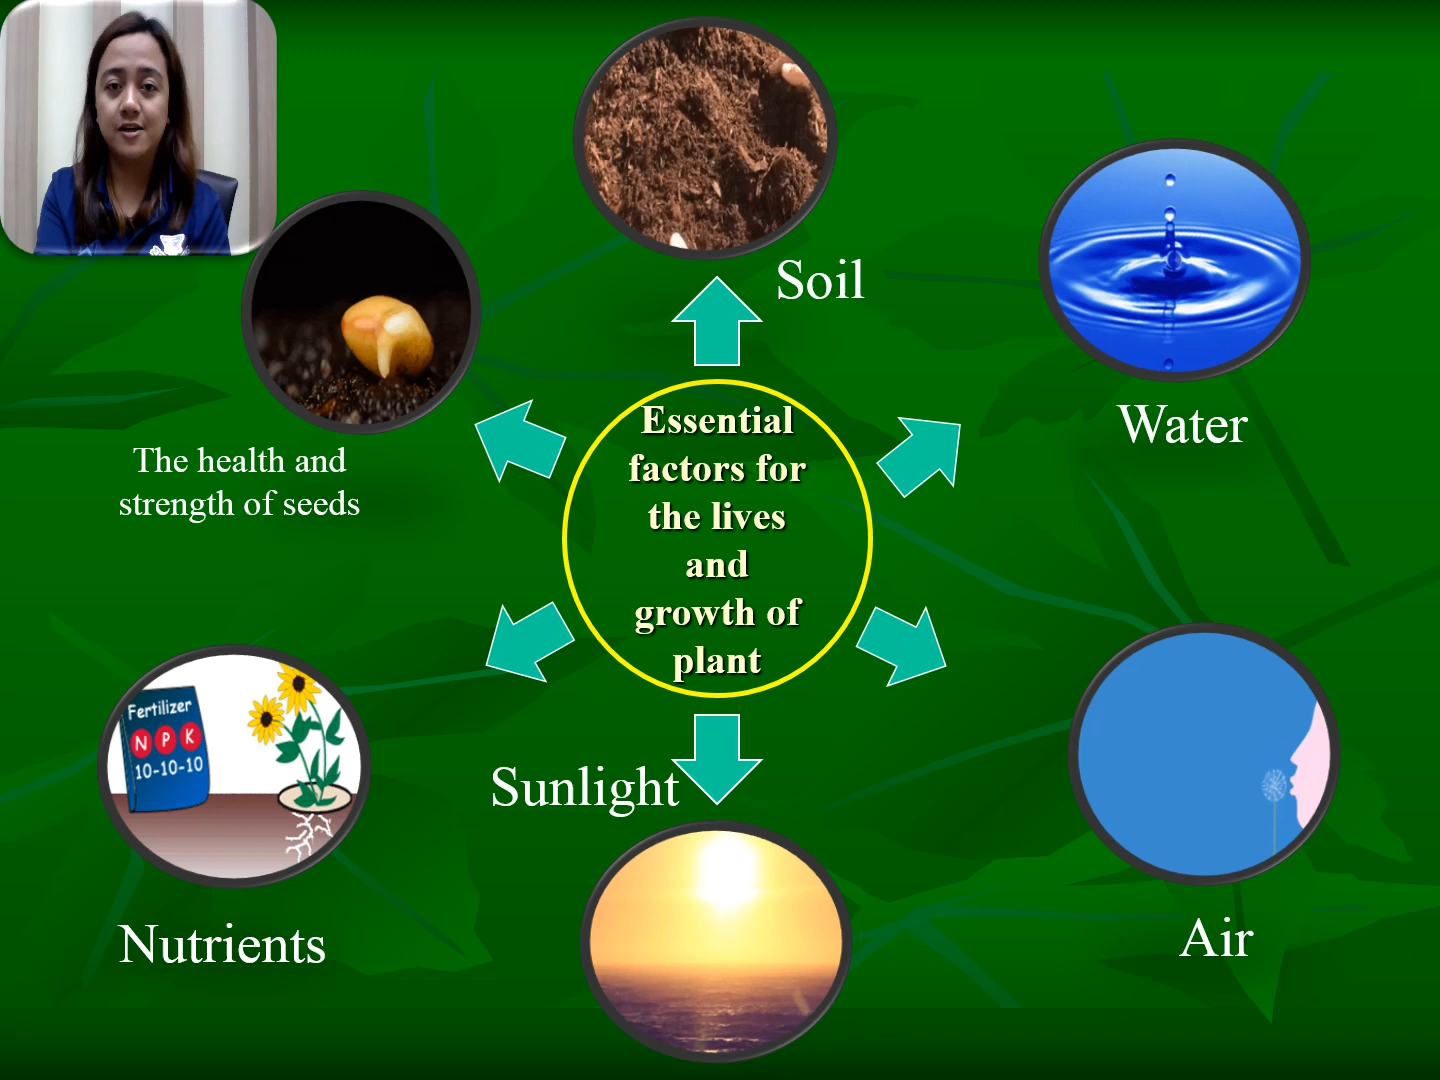 Soil
Water
The health and
strength of seeds
Essential
factors for
the lives
and
growth of
plant
Fertilizer
N P K
10-10-10
Sunlight
Nutrients
Air